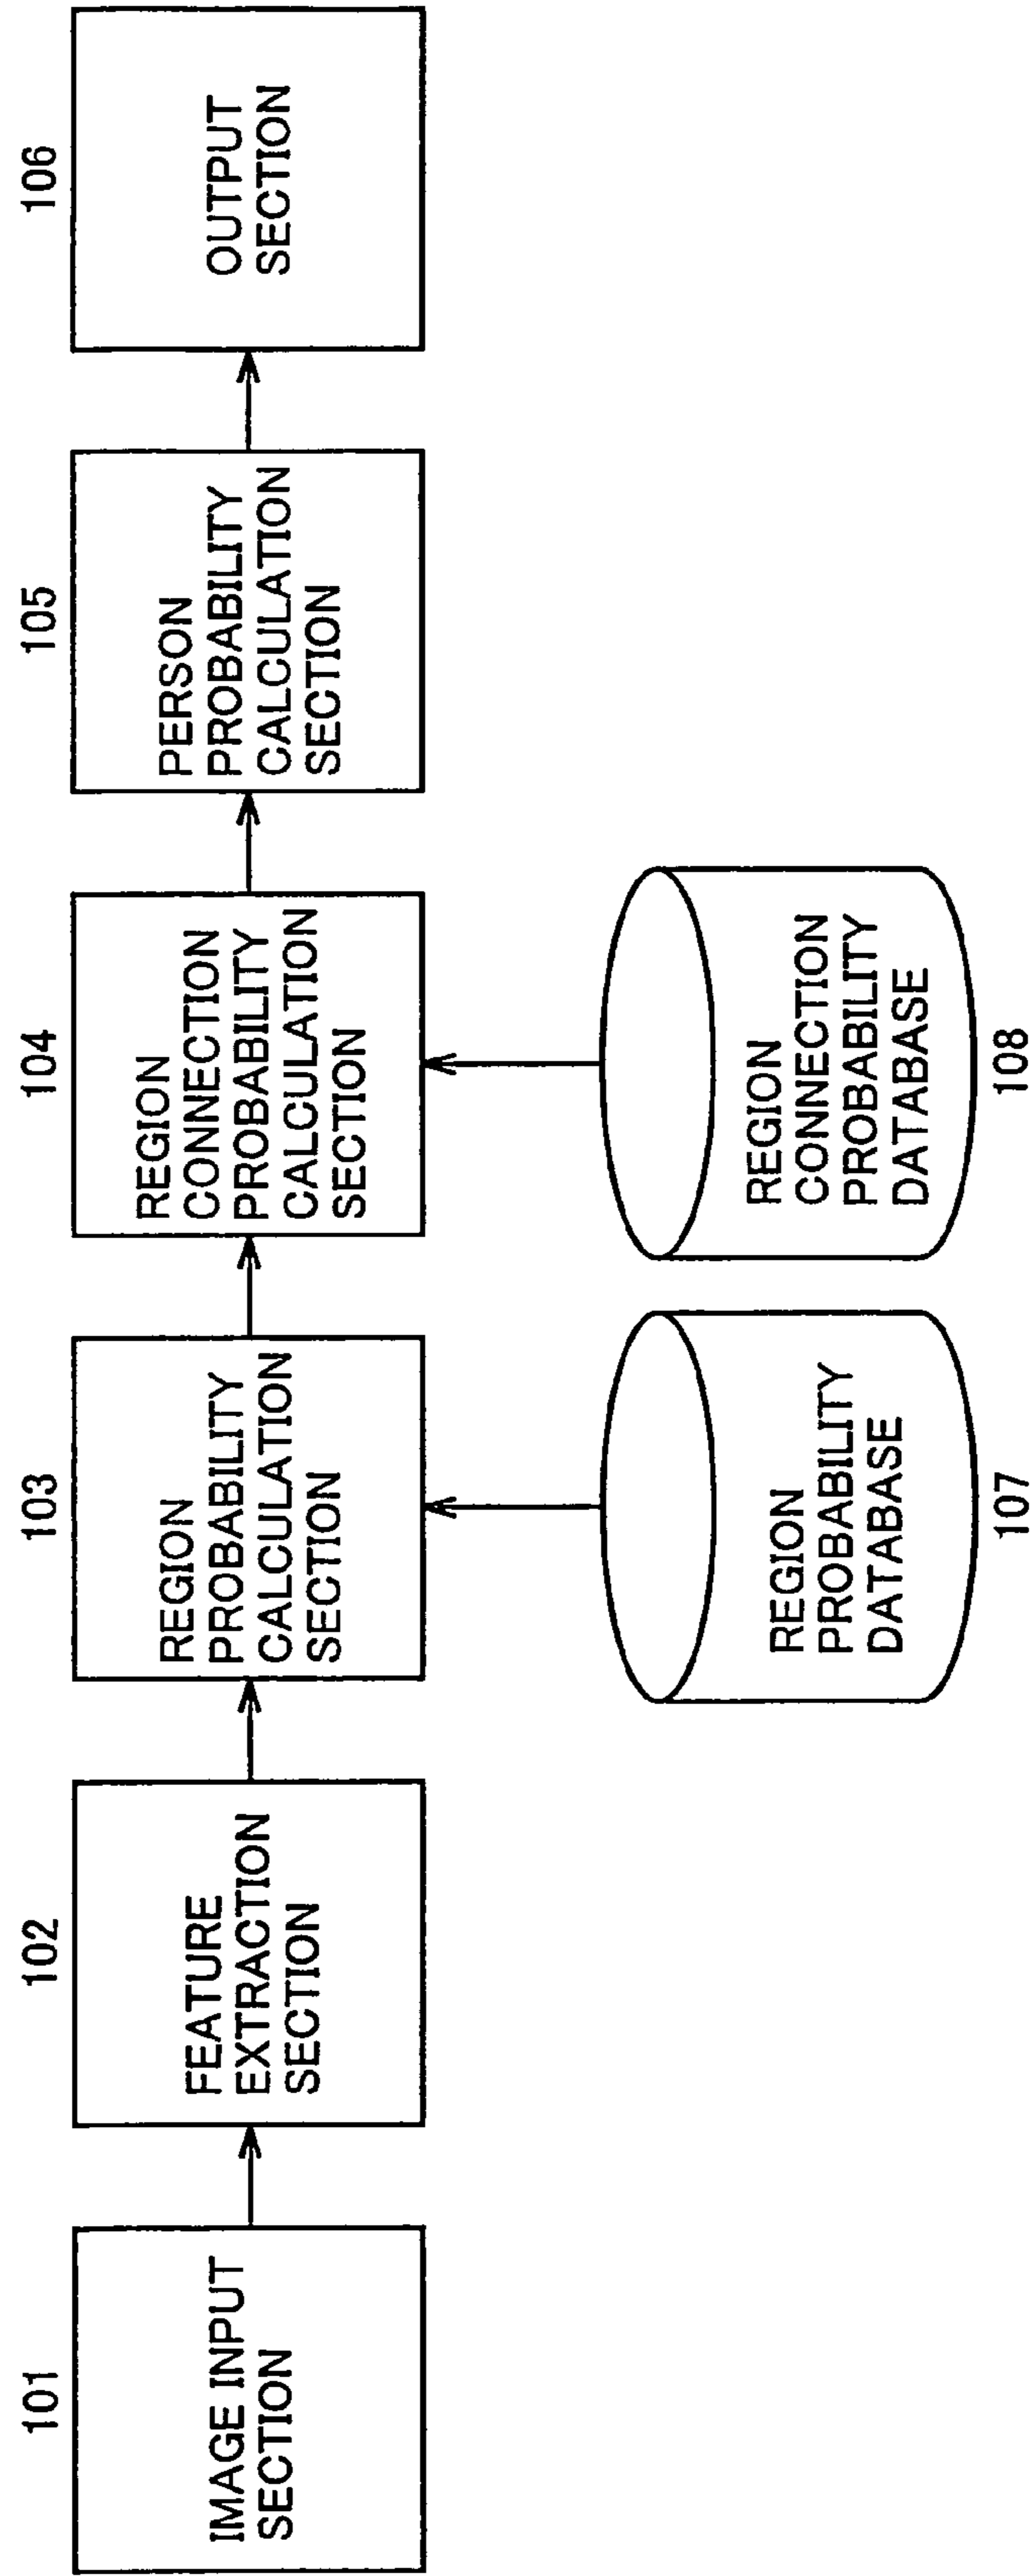 101
IMAGE INPUT
SECTION
102
FEATURE
EXTRACTION
SECTION
103
REGION
PROBABILITY
CALCULATION
SECTION
104
REGION
CONNECTION
PROBABILITY
CALCULATION
SECTION
105
PERSON
PROBABILITY
CALCULATION
SECTION
106
OUTPUT
SECTION
REGION
PROBABILITY
DATABASE
107
REGION
CONNECTION
PROBABILITY
DATABASE
108